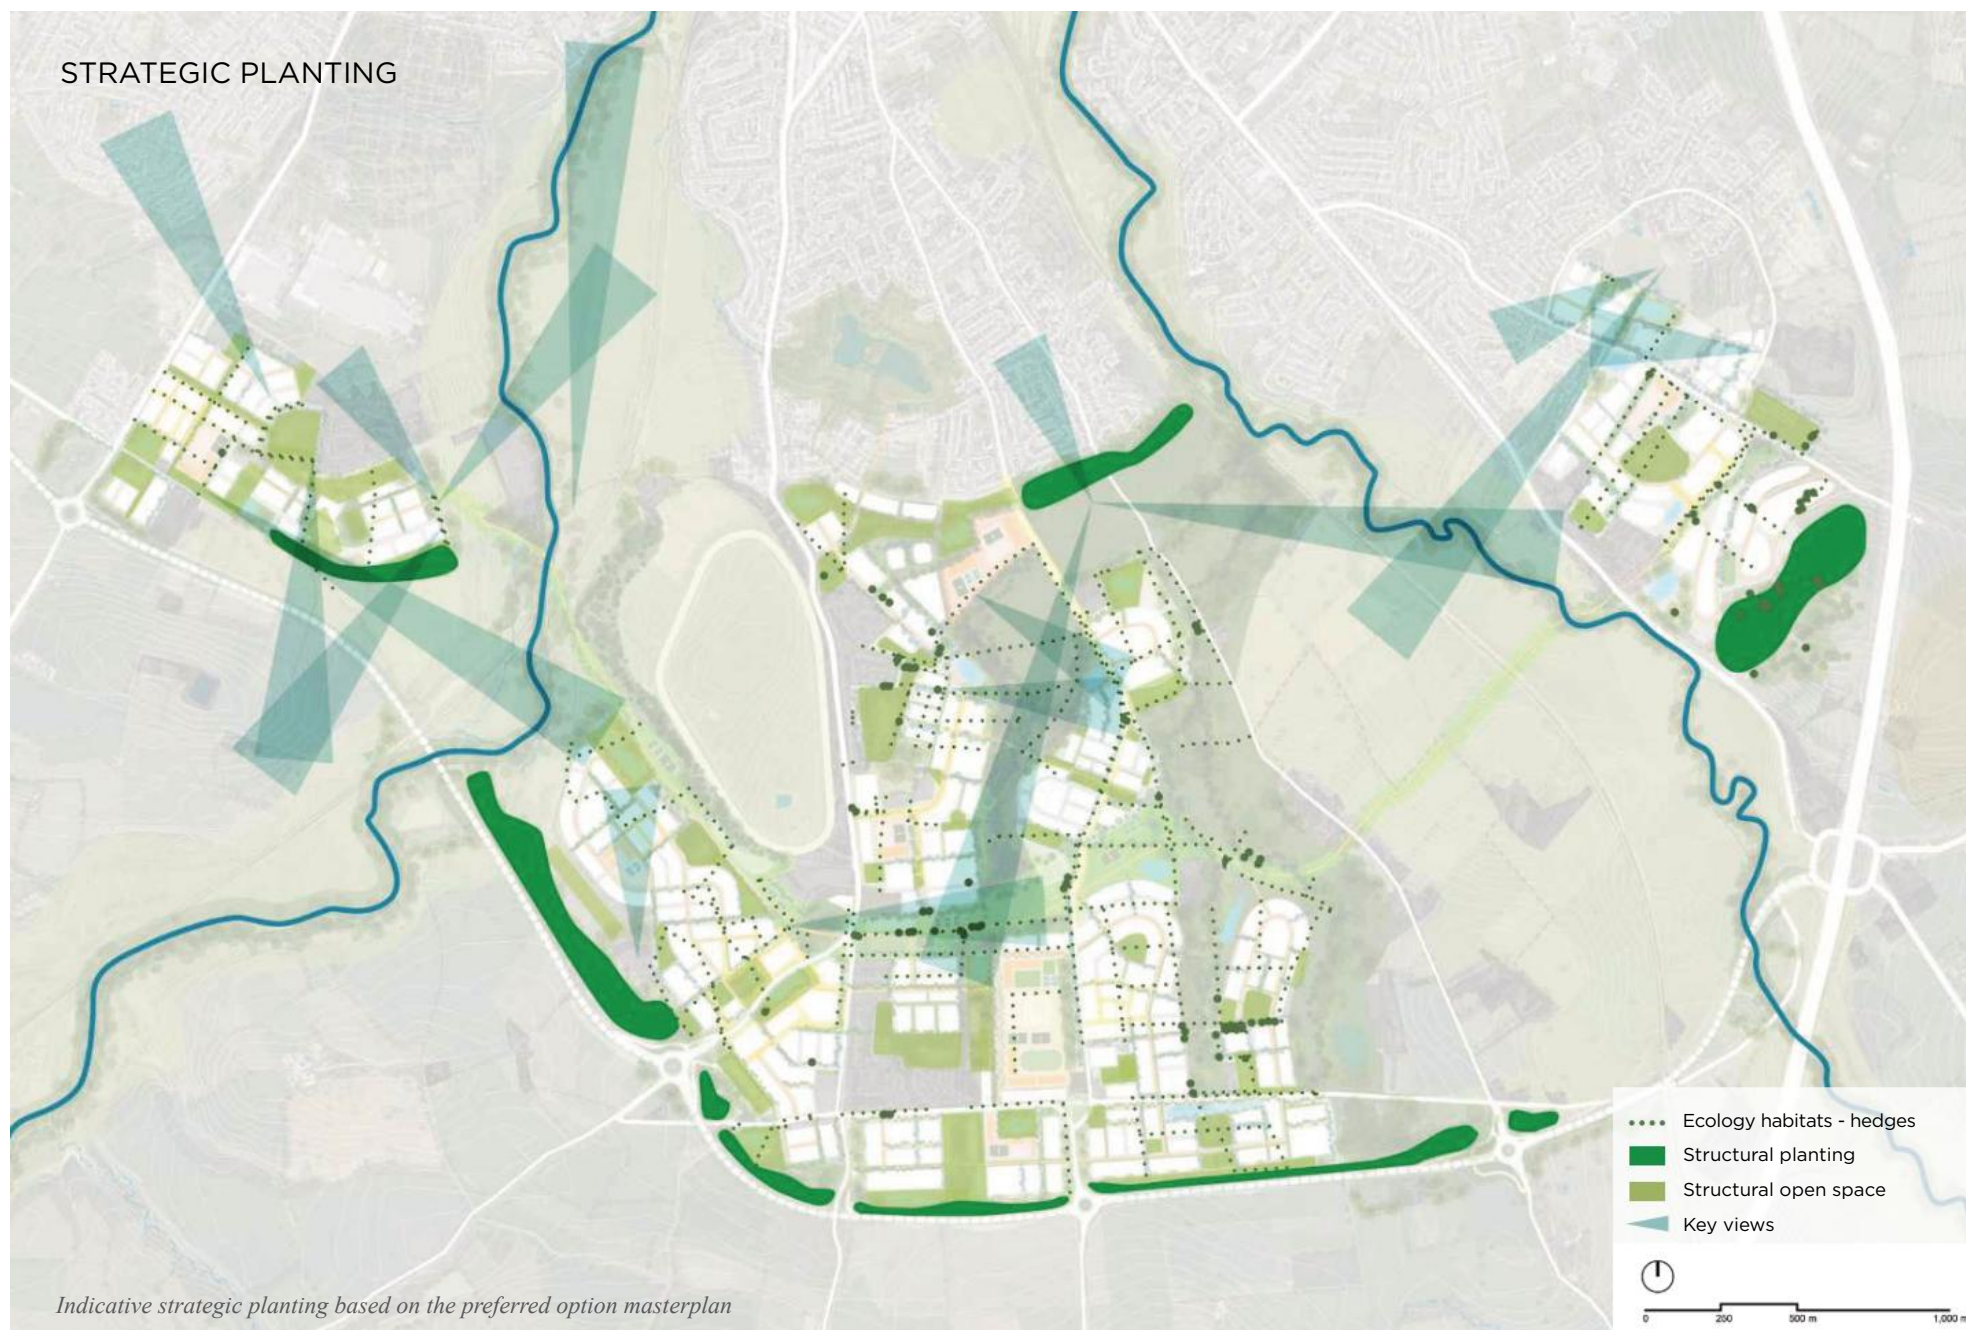 STRATEGIC PLANTING
Ecology habitats - hedges
Structural planting
Structural open space
Key views
0 250 500 m 1,000 m
Indicative strategic planting based on the preferred option masterplan